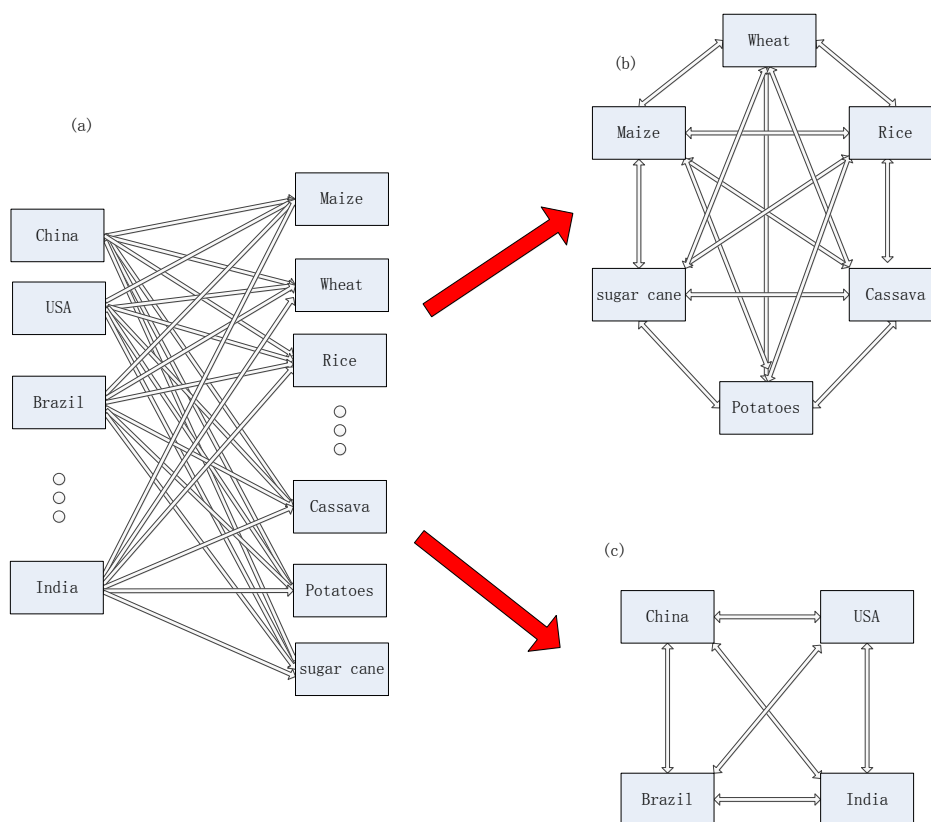 (a)
China
USA
Brazil
India
Maize
Wheat
Rice
Cassava
Potatoes
sugar cane
(b)
Wheat
Maize
Rice
sugar cane
Cassava
Potatoes
(c)
China
USA
Brazil
India